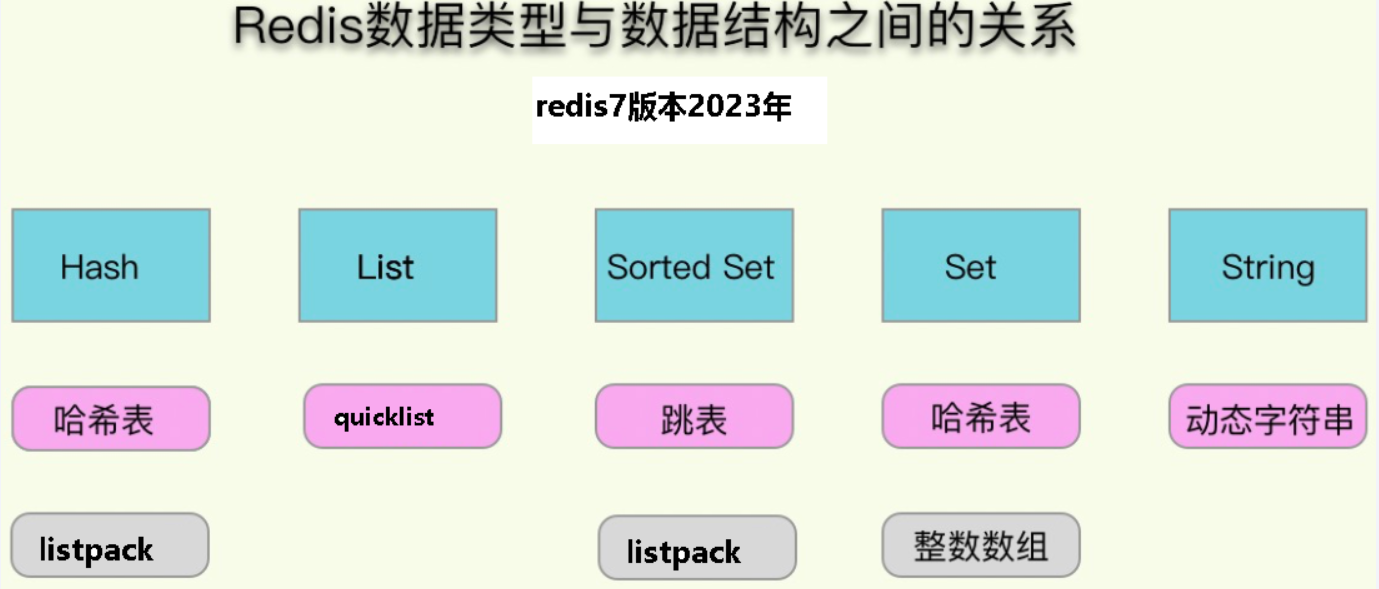 Redis数据类型与数据结构之间的关系
redis7版本2023年
Hash
List
Sorted Set
Set
String
哈希表
quicklist
跳表
哈希表
动态字符串
listpack
listpack
整数数组